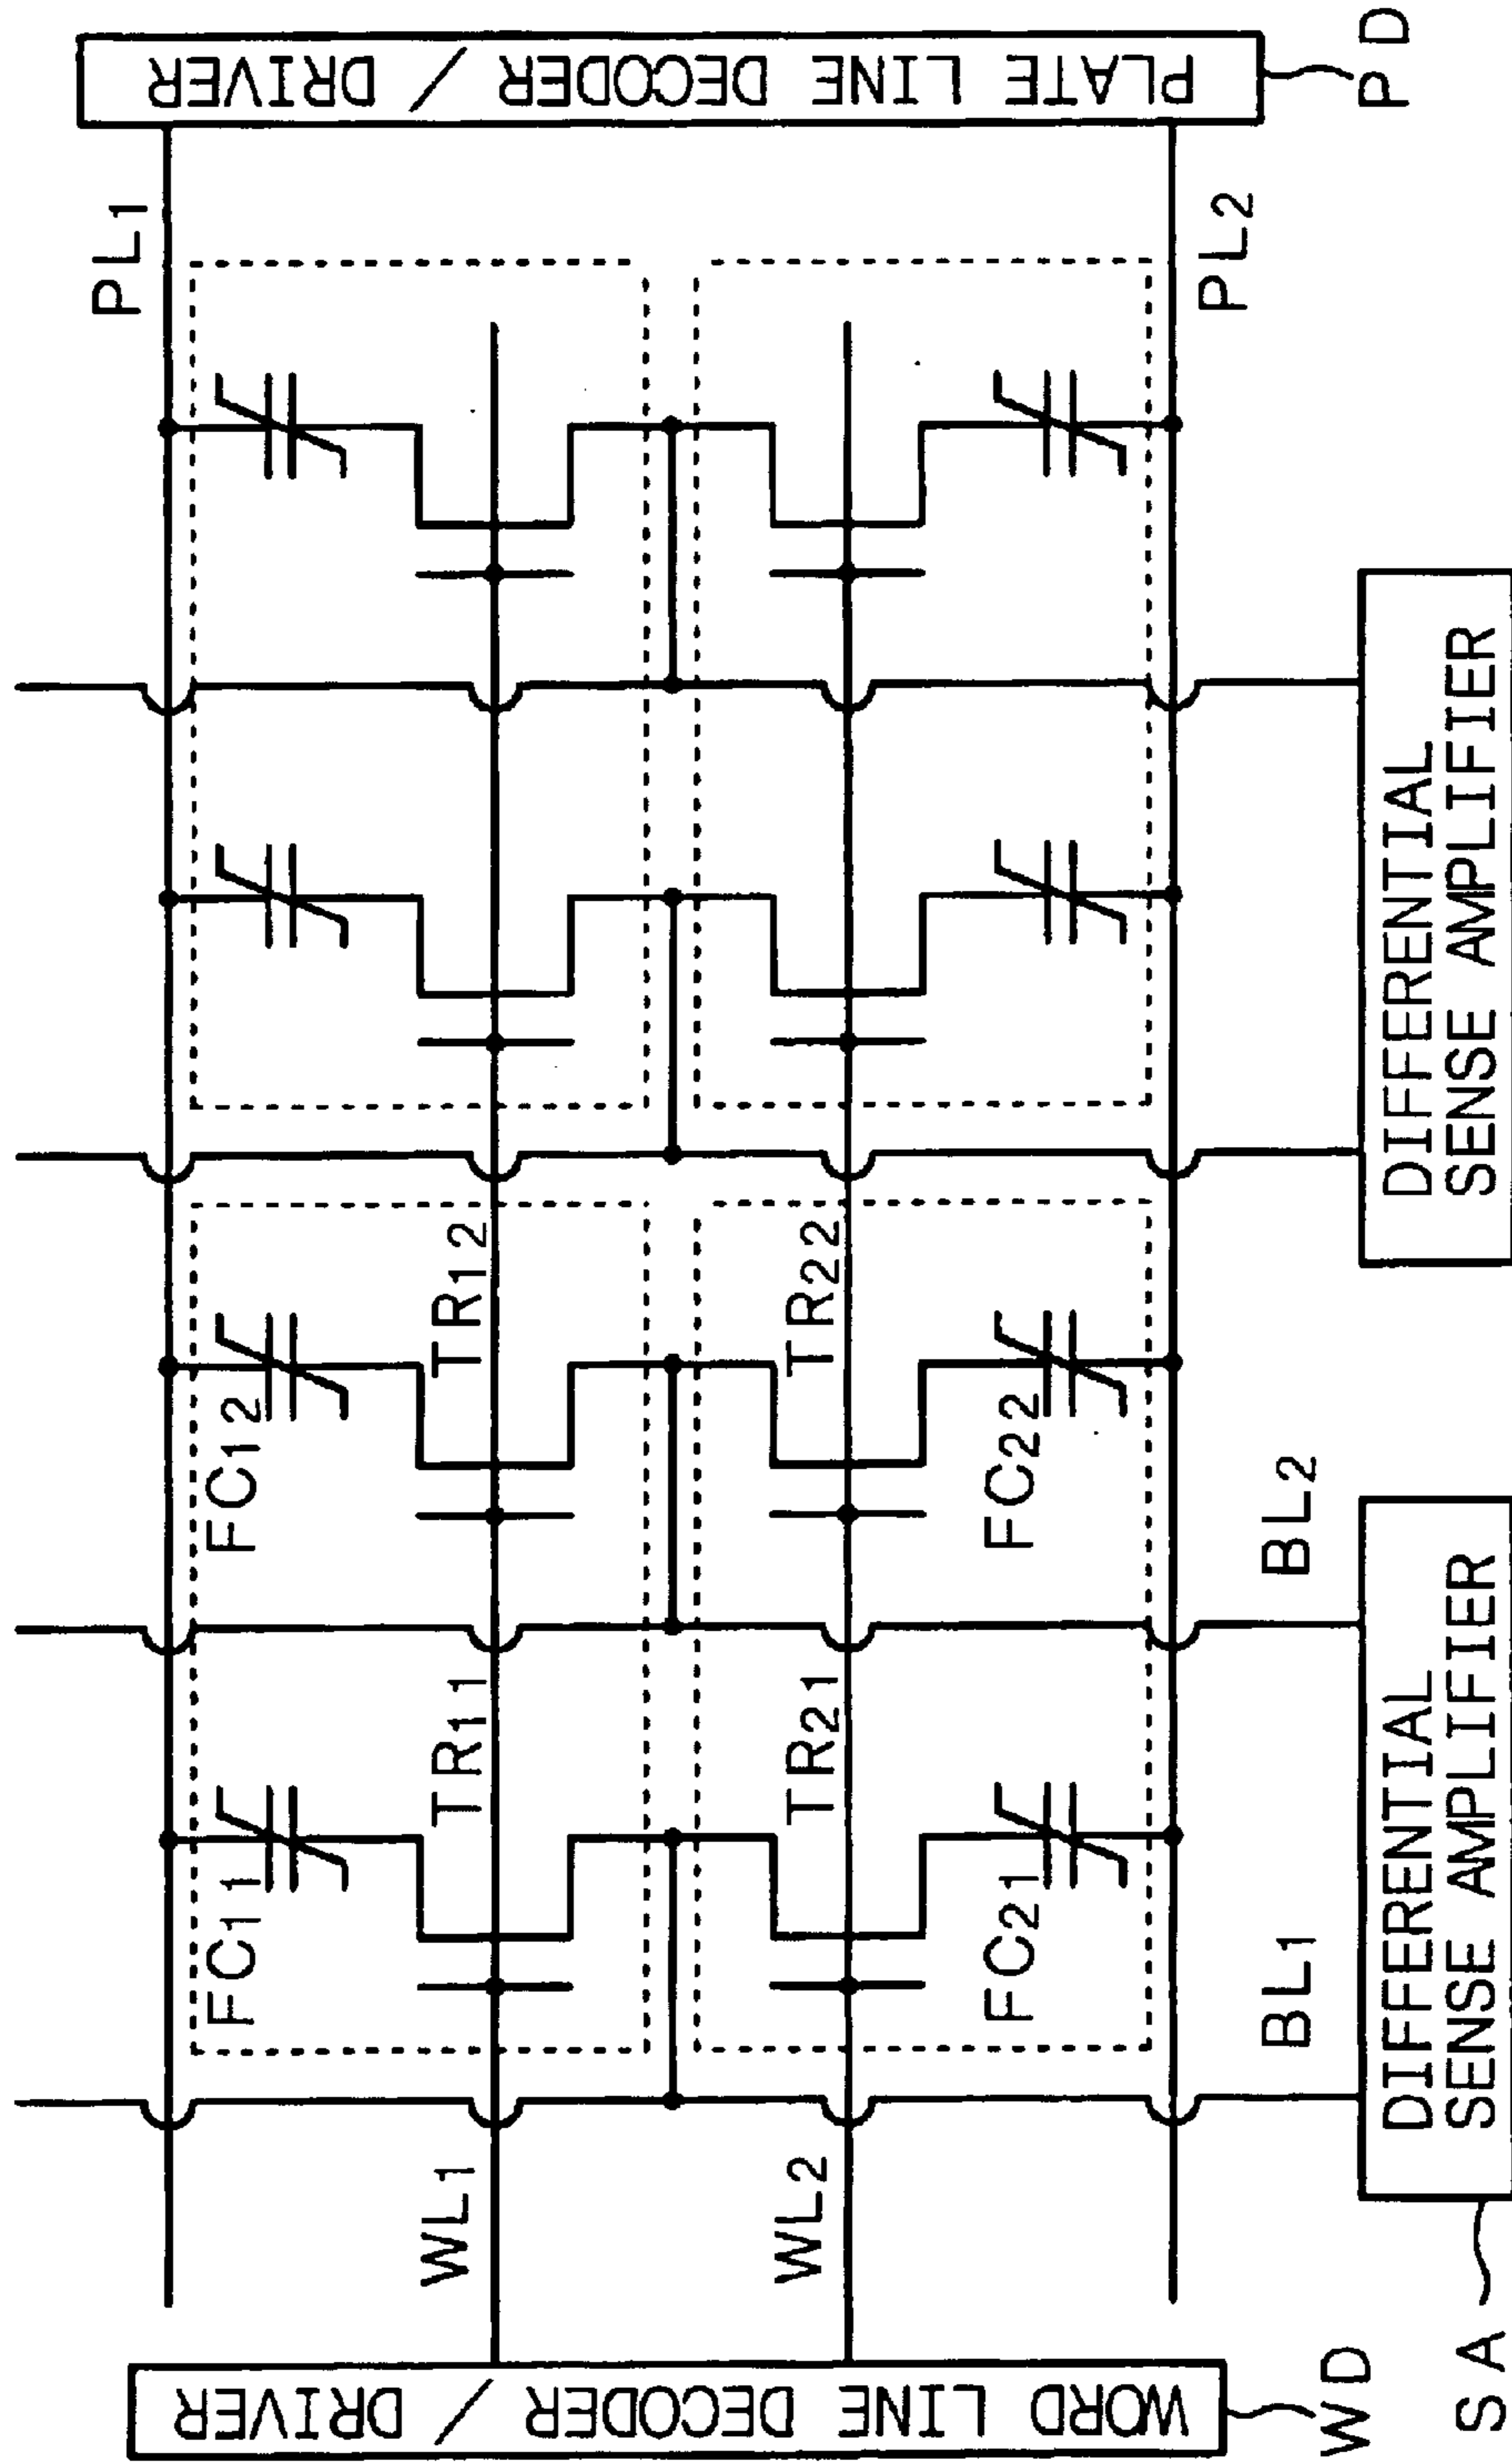 PL₁
FC₁₁
FC₁₂
TR₁₁
TR₁₂
WL₁
WL₂
TR₂₁
TR₂₂
FC₂₁
FC₂₂
PL₂
BL₁
BL₂
WORD LINE DECODER / DRIVER
PLATE LINE DECODER / DRIVER
WD
PD
DIFFERENTIAL
SENSE AMPLIFIER
DIFFERENTIAL
SENSE AMPLIFIER
SA